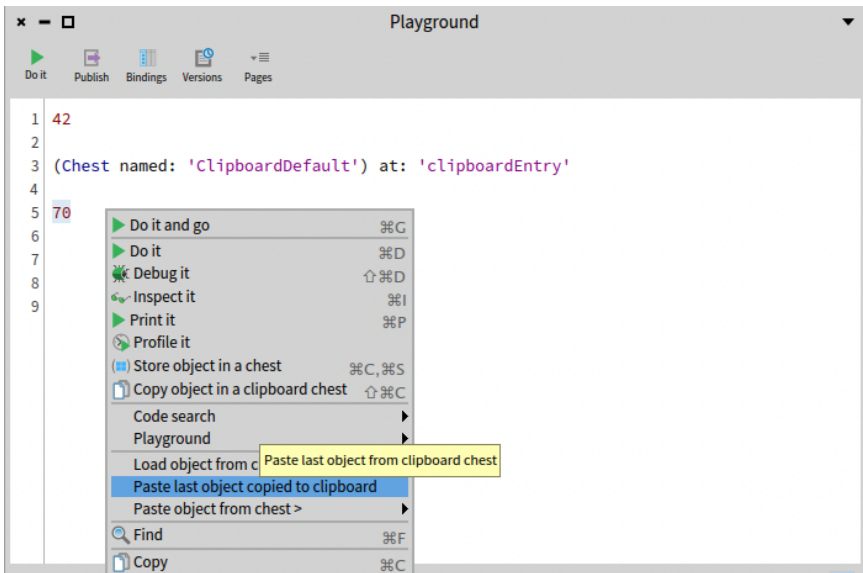 Playground
Do it Publish Bindings Versions Pages
1 42
2
3 (Chest named: 'ClipboardDefault') at: 'clipboardEntry'
4
5 70
6
7
8
9
Do it and go ⌘G
Do it ⌘D
Debug it ⇧⌘D
Inspect it ⌘I
Print it ⌘P
Profile it
Store object in a chest ⌘C,⌘S
Copy object in a clipboard chest ⇧⌘C
Code search
Playground
Load object from c
Paste last object from clipboard chest
Paste last object copied to clipboard
Paste object from chest >
Find ⌘F
Copy ⌘C